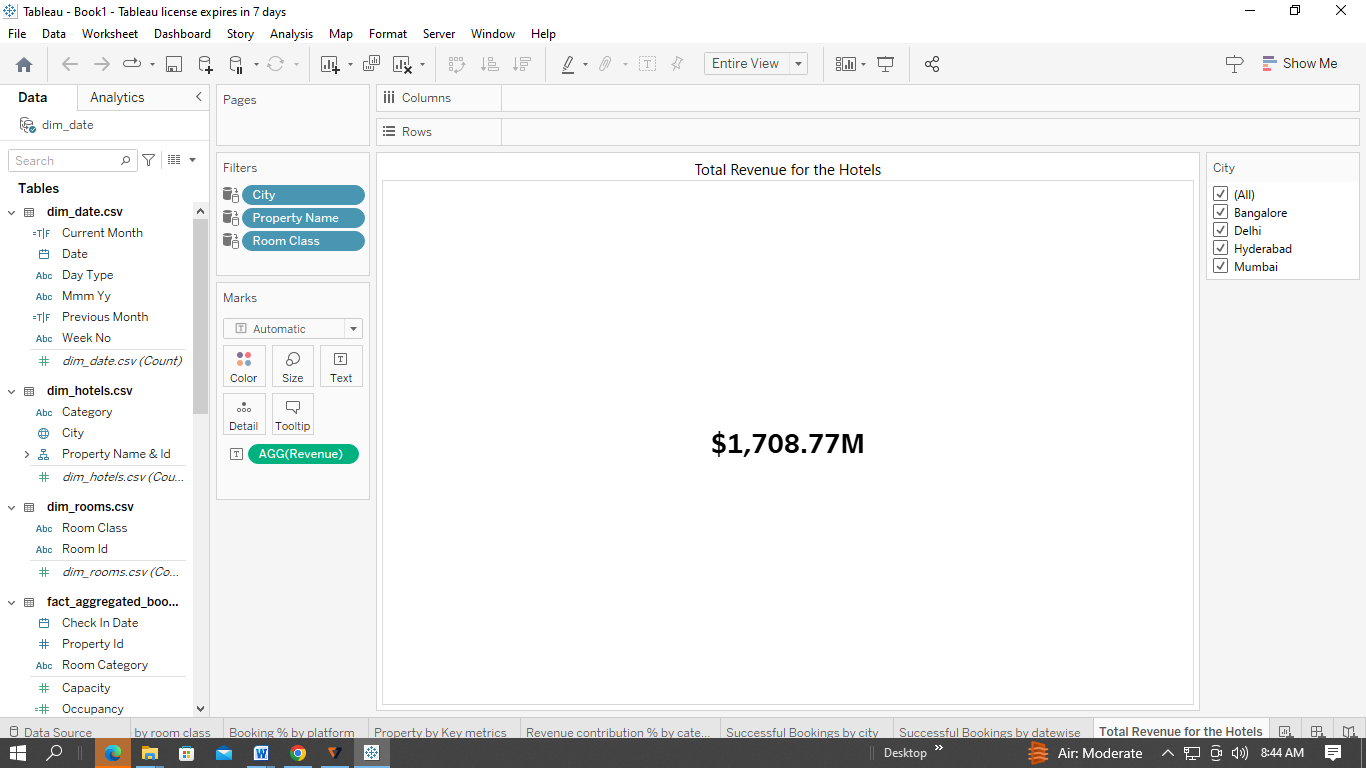 Tableau - Book1 - Tableau license expires in 7 days
File Data Worksheet Dashboard Story Analysis Map Format Server Window Help
Entire View
Show Me
Data Analytics
dim_date
Search
Tables
dim_date.csv
=T|F Current Month
Date
Abc Day Type
Abc Mmm Yy
=T|F Previous Month
Abc Week No
# dim_date.csv (Count)
dim_hotels.csv
Abc Category
City
Property Name & Id
# dim_hotels.csv (Cou...
dim_rooms.csv
Abc Room Class
Abc Room Id
# dim_rooms.csv (Co...
fact_aggregated_boo...
Check In Date
# Property Id
Abc Room Category
# Capacity
=# Occupancy
Pages
Filters
City
Property Name
Room Class
Marks
T Automatic
Color Size Text
Detail Tooltip
T AGG(Revenue)
Columns
Rows
Total Revenue for the Hotels
$1,708.77M
City
(All)
Bangalore
Delhi
Hyderabad
Mumbai
Data Source by room class Booking % by platform Property by Key metrics Revenue contribution % by cate... Successful Bookings by city Successful Bookings by datewise Total Revenue for the Hotels
Desktop » Air: Moderate 8:44 AM